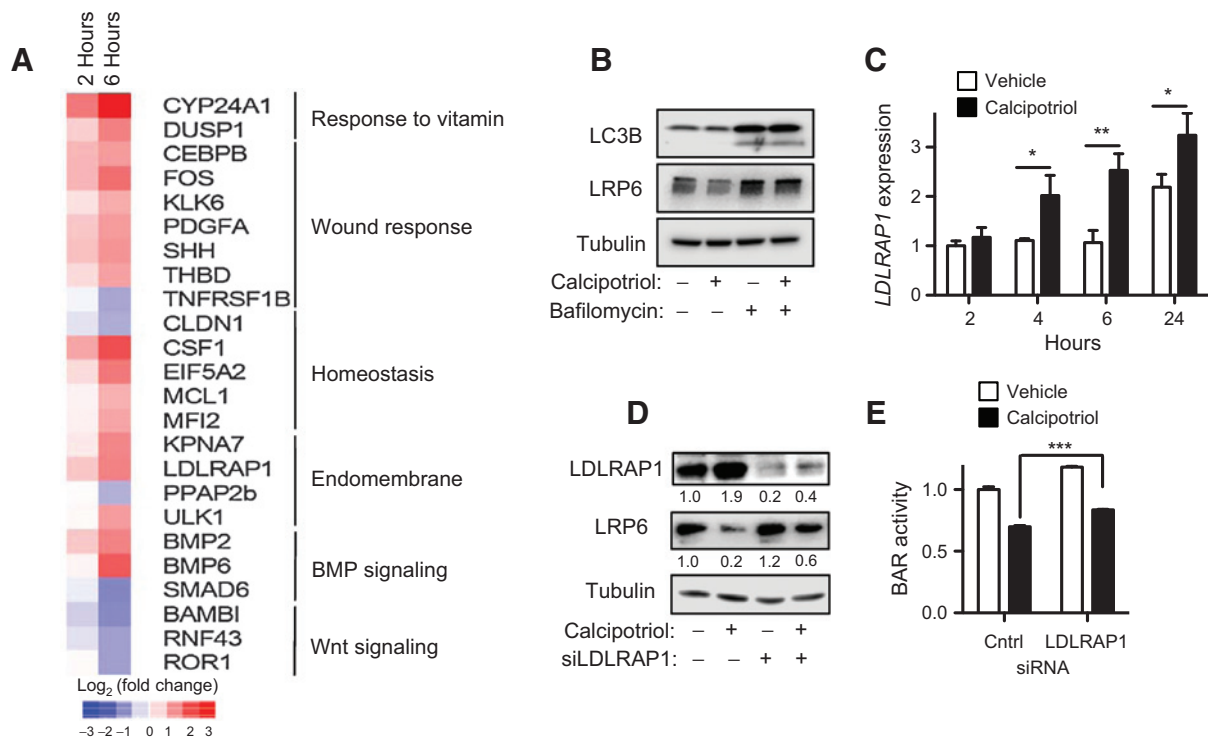 A
2 Hours
6 Hours
CYP24A1
DUSP1
CEBPB
FOS
KLK6
PDGFA
SHH
THBD
TNFRSF1B
CLDN1
CSF1
EIF5A2
MCL1
MFI2
KPNA7
LDLRAP1
PPAP2b
ULK1
BMP2
BMP6
SMAD6
BAMBI
RNF43
ROR1
Response to vitamin
Wound response
Homeostasis
Endomembrane
BMP signaling
Wnt signaling
Log2 (fold change)
−3 −2 −1 0 1 2 3
B
LC3B
LRP6
Tubulin
Calcipotriol: − + − +
Bafilomycin: − − + +
C
Vehicle
Calcipotriol
LDLRAP1 expression
3
2
1
0
* ** *
2 4 6 24
Hours
D
LDLRAP1
1.0 1.9 0.2 0.4
LRP6
1.0 0.2 1.2 0.6
Tubulin
Calcipotriol: − + − +
siLDLRAP1: − − + +
E
Vehicle
Calcipotriol
***
BAR activity
1.0
0.5
0.0
Cntrl LDLRAP1
siRNA